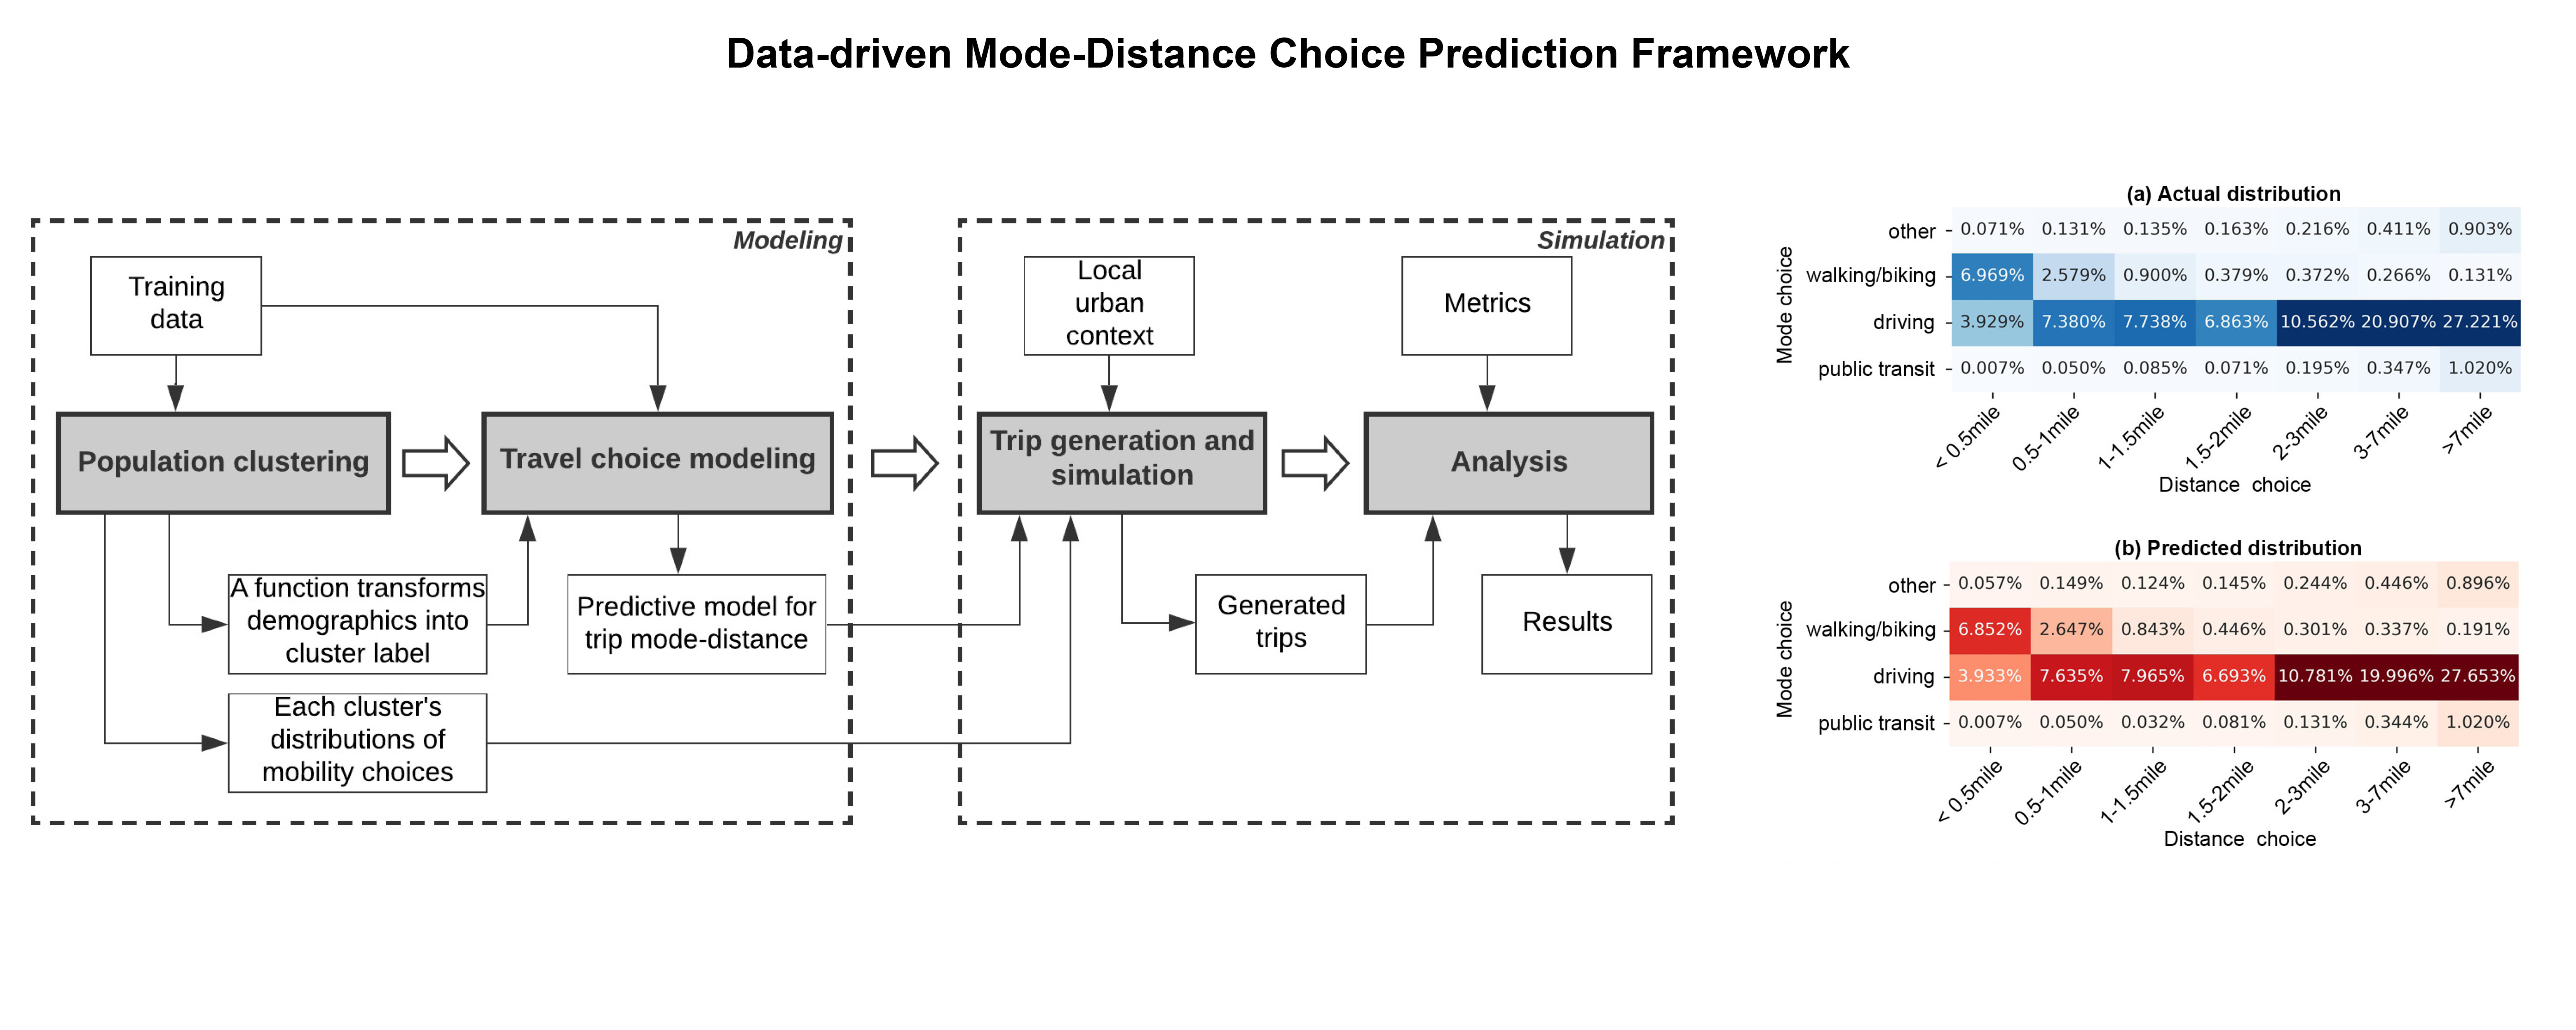 Data-driven Mode-Distance Choice Prediction Framework
Modeling
Training
data
Population clustering
Travel choice modeling
A function transforms
demographics into
cluster label
Predictive model for
trip mode-distance
Each cluster's
distributions of
mobility choices
Simulation
Local
urban
context
Metrics
Trip generation and
simulation
Analysis
Generated
trips
Results
(a) Actual distribution
Mode choice
other 0.071% 0.131% 0.135% 0.163% 0.216% 0.411% 0.903%
walking/biking 6.969% 2.579% 0.900% 0.379% 0.372% 0.266% 0.131%
driving 3.929% 7.380% 7.738% 6.863% 10.562% 20.907% 27.221%
public transit 0.007% 0.050% 0.085% 0.071% 0.195% 0.347% 1.020%
< 0.5mile 0.5-1mile 1-1.5mile 1.5-2mile 2-3mile 3-7mile >7mile
Distance choice
(b) Predicted distribution
Mode choice
other 0.057% 0.149% 0.124% 0.145% 0.244% 0.446% 0.896%
walking/biking 6.852% 2.647% 0.843% 0.446% 0.301% 0.337% 0.191%
driving 3.933% 7.635% 7.965% 6.693% 10.781% 19.996% 27.653%
public transit 0.007% 0.050% 0.032% 0.081% 0.131% 0.344% 1.020%
< 0.5mile 0.5-1mile 1-1.5mile 1.5-2mile 2-3mile 3-7mile >7mile
Distance choice